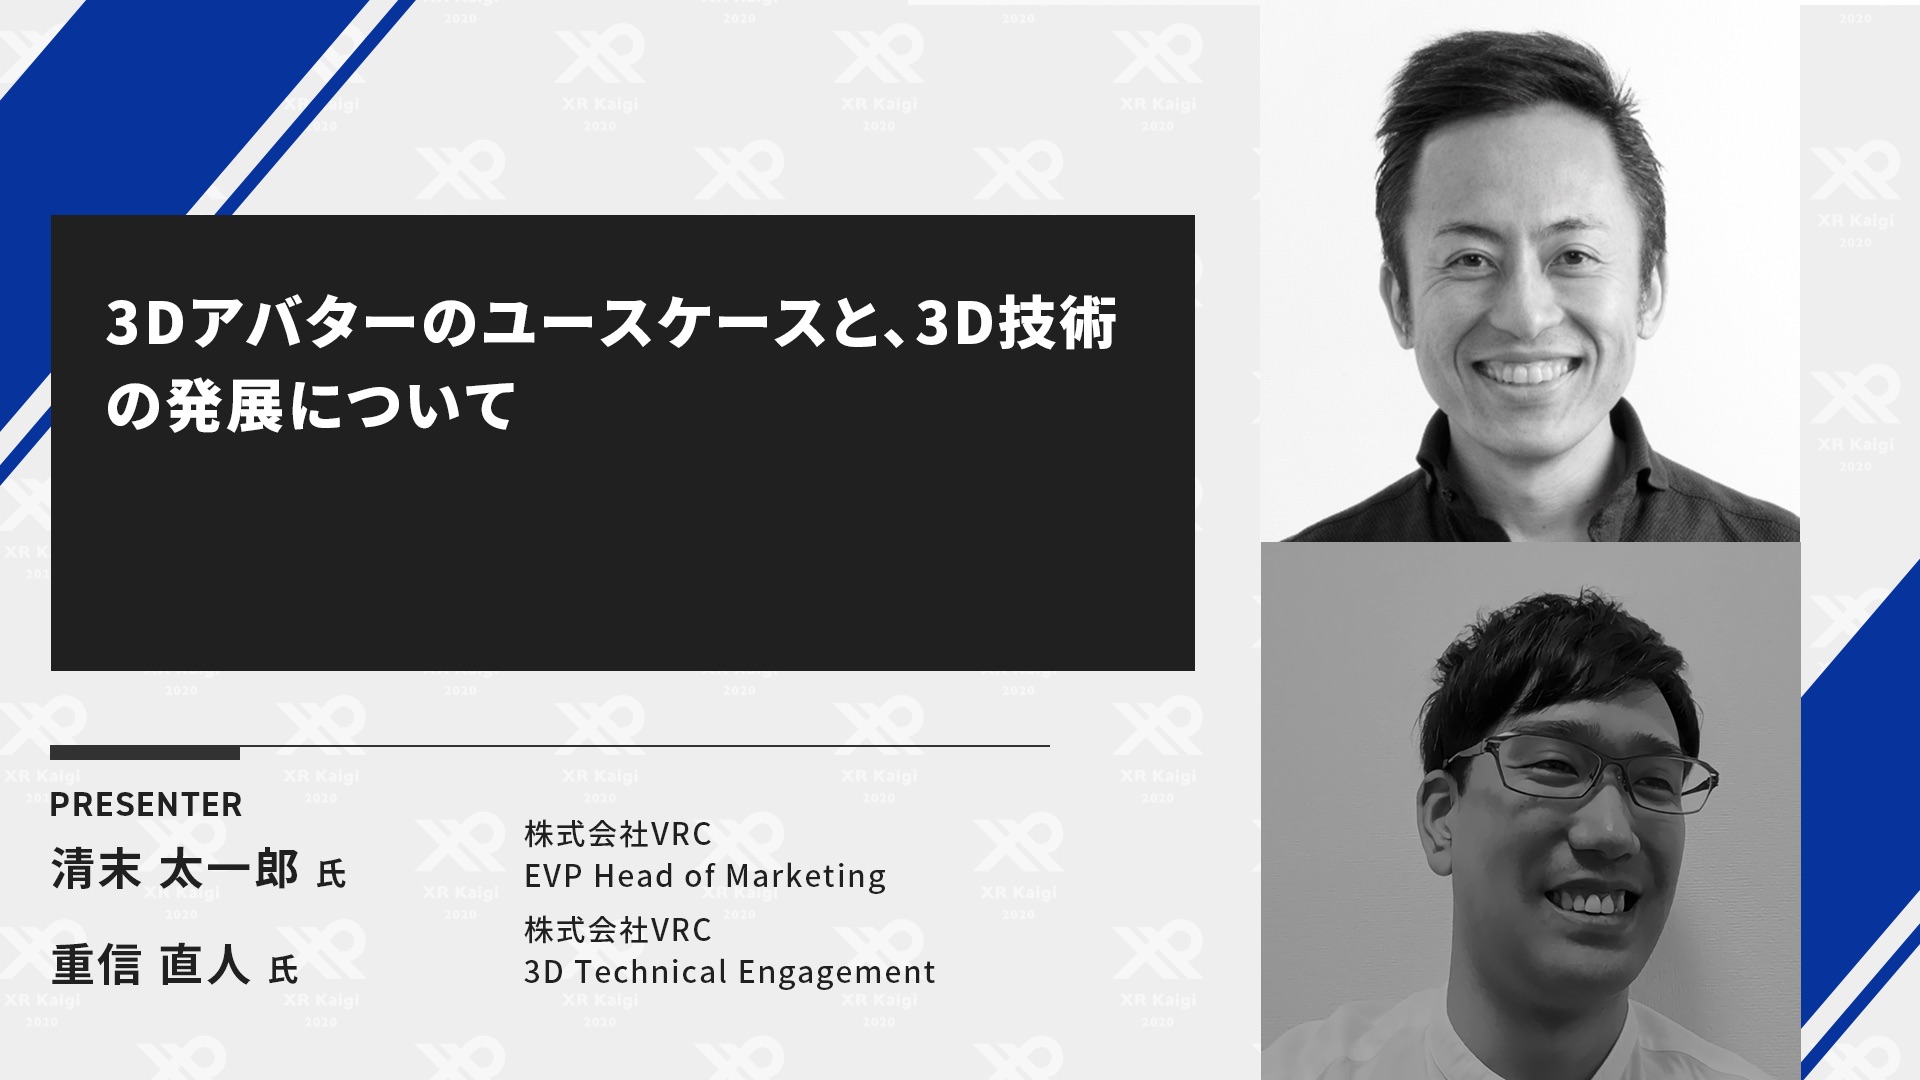 3Dアバターのユースケースと、3D技術
の発展について
PRESENTER
清末 太一郎 氏
株式会社VRC
EVP Head of Marketing
重信 直人 氏
株式会社VRC
3D Technical Engagement
XR Kaigi
2020